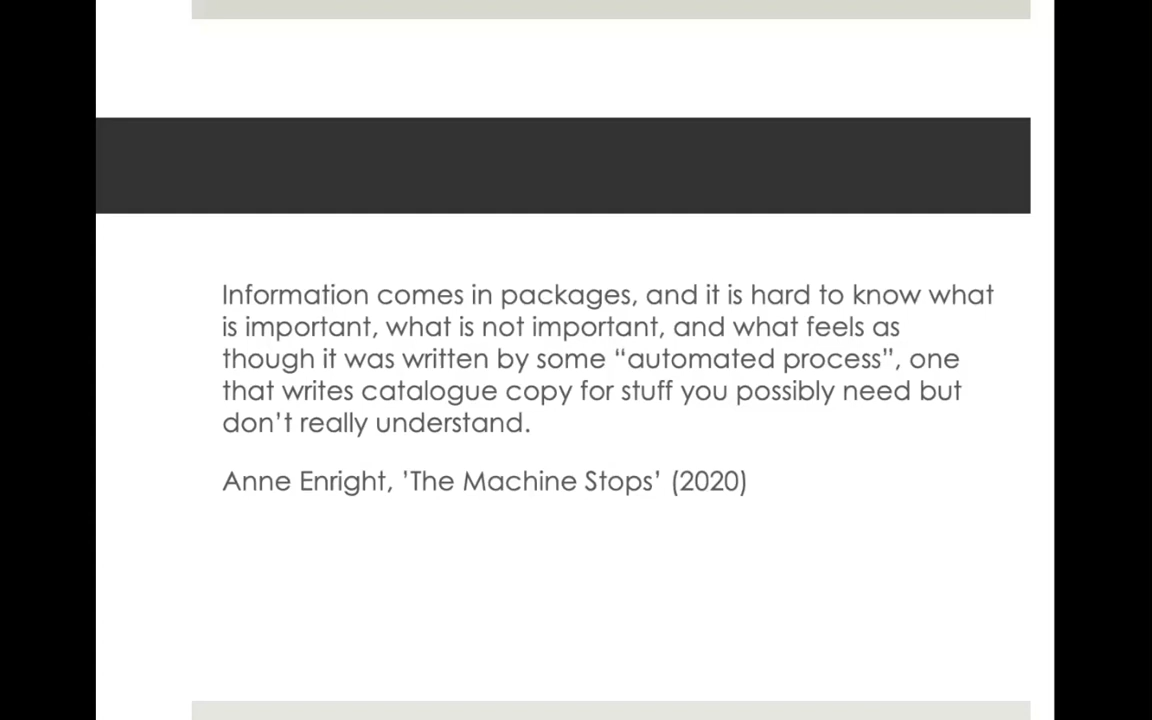 Information comes in packages, and it is hard to know what
is important, what is not important, and what feels as
though it was written by some “automated process”, one
that writes catalogue copy for stuff you possibly need but
don’t really understand.
Anne Enright, ’The Machine Stops’ (2020)